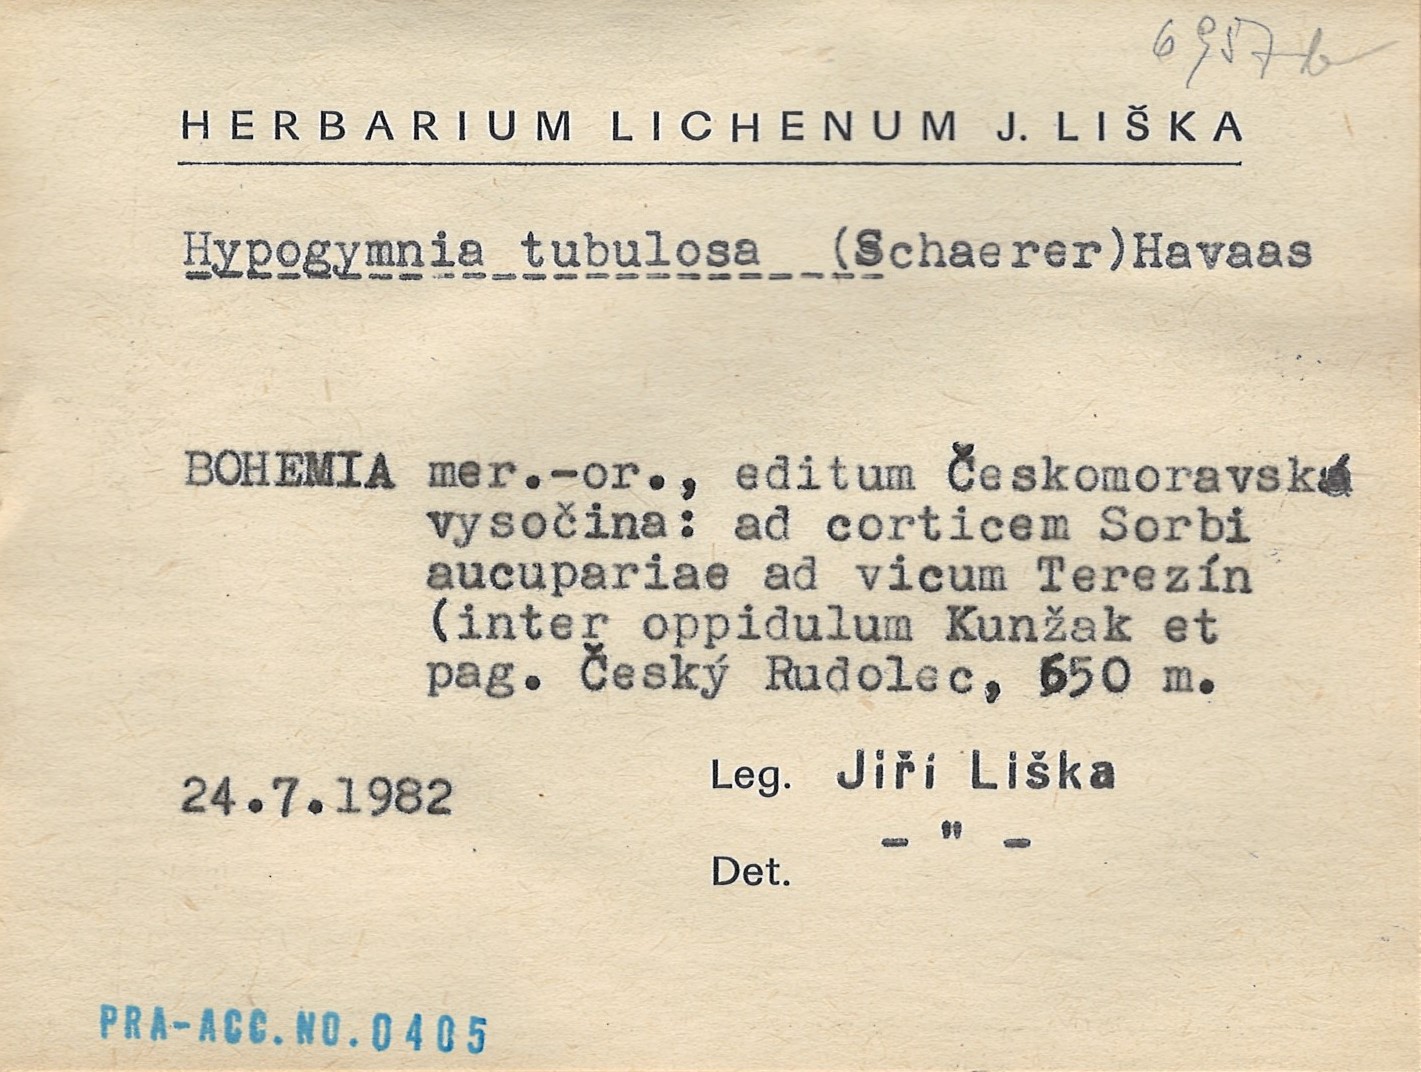 6957b
HERBARIUM LICHENUM J. LIŠKA
Hypogymnia tubulosa (Schaerer)Havaas
BOHEMIA mer.-or., editum Českomoravská
vysočina: ad corticem Sorbi
aucupariae ad vicum Terezín
(inter oppidulum Kunžak et
pag. Český Rudolec, 650 m.
24.7.1982
Leg. Jiří Liška
Det. - " -
PRA-ACC.NO.0405